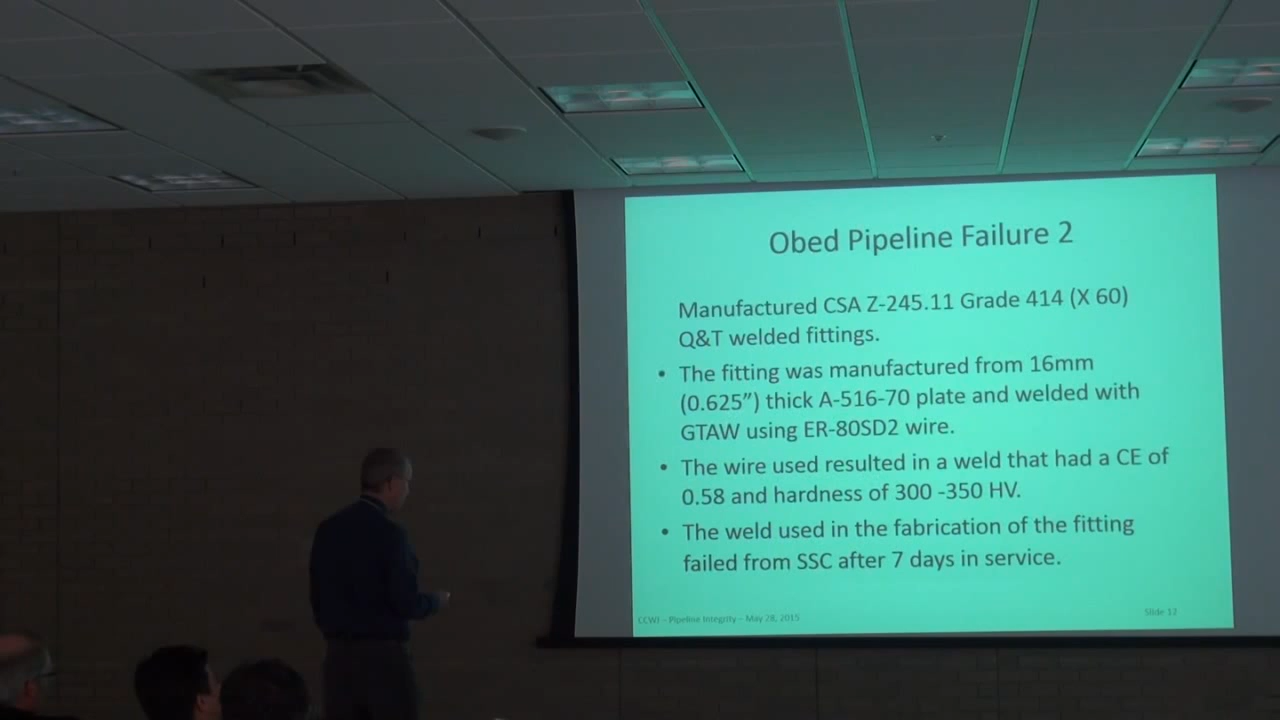 Obed Pipeline Failure 2
Manufactured CSA Z-245.11 Grade 414 (X 60)
Q&T welded fittings.
• The fitting was manufactured from 16mm
(0.625”) thick A-516-70 plate and welded with
GTAW using ER-80SD2 wire.
• The wire used resulted in a weld that had a CE of
0.58 and hardness of 300 -350 HV.
• The weld used in the fabrication of the fitting
failed from SSC after 7 days in service.
CCWJ – Pipeline Integrity – May 28, 2015
Slide 12